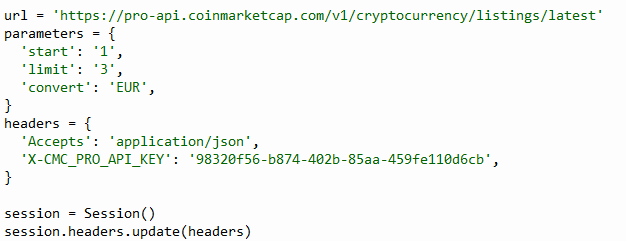 url = 'https://pro-api.coinmarketcap.com/v1/cryptocurrency/listings/latest'
parameters = {
  'start': '1',
  'limit': '3',
  'convert': 'EUR',
}
headers = {
  'Accepts': 'application/json',
  'X-CMC_PRO_API_KEY': '98320f56-b874-402b-85aa-459fe110d6cb',
}

session = Session()
session.headers.update(headers)